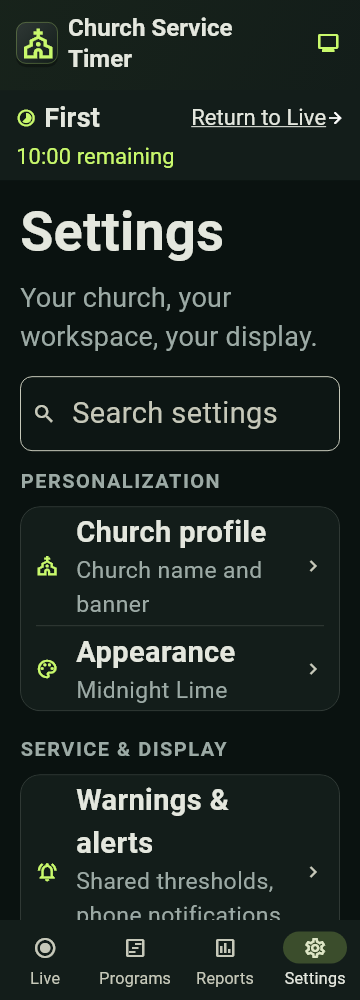 Church Service
Timer
First
Return to Live→
10:00 remaining
Settings
Your church, your
workspace, your display.
Search settings
PERSONALIZATION
Church profile
Church name and
banner
Appearance
Midnight Lime
SERVICE & DISPLAY
Warnings &
alerts
Shared thresholds,
phone notifications
Live
Programs
Reports
Settings